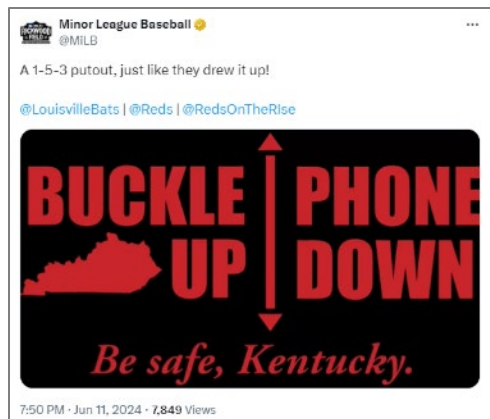 Minor League Baseball
@MiLB
A 1-5-3 putout, just like they drew it up!
@LouisvilleBats | @Reds | @RedsOnTheRIse
BUCKLE UP
PHONE DOWN
Be safe, Kentucky.
7:50 PM · Jun 11, 2024 · 7,849 Views